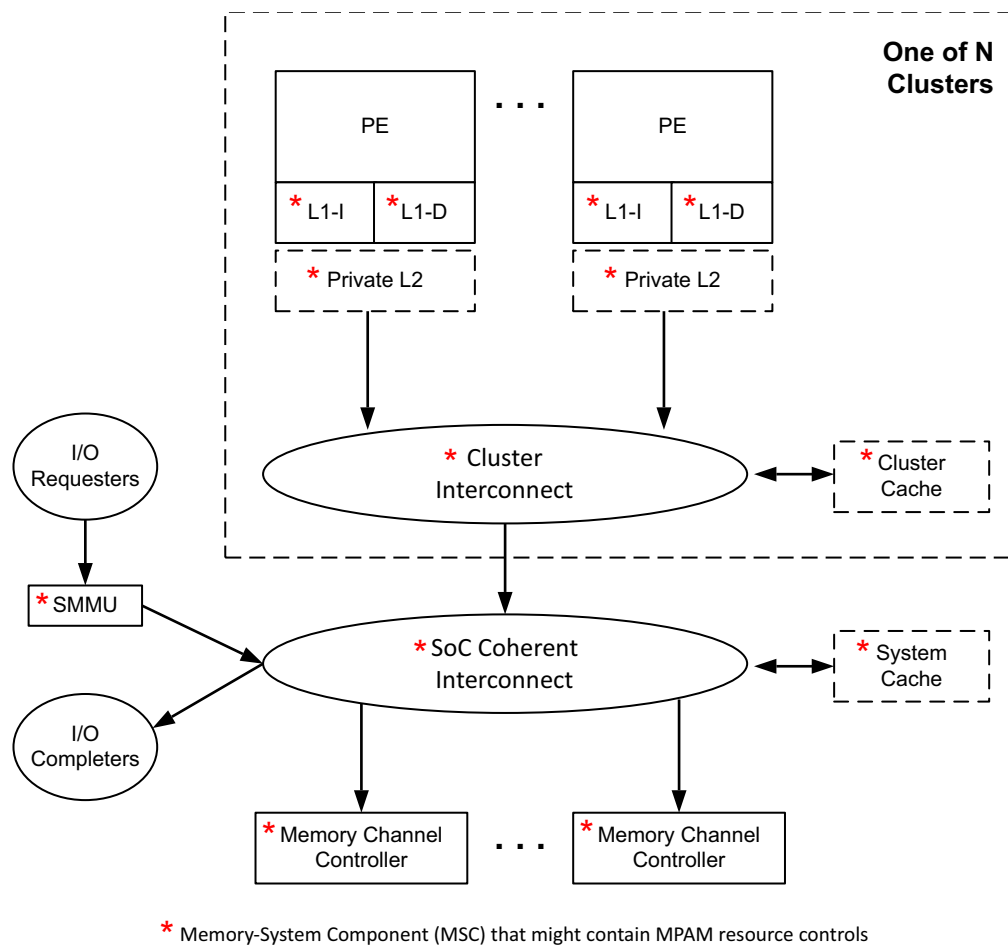 One of N
Clusters
PE
. . .
PE
* L1-I
* L1-D
* L1-I
* L1-D
* Private L2
* Private L2
I/O
Requesters
* Cluster
Interconnect
* Cluster
Cache
* SMMU
* SoC Coherent
Interconnect
* System
Cache
I/O
Completers
* Memory Channel
Controller
. . .
* Memory Channel
Controller
* Memory-System Component (MSC) that might contain MPAM resource controls